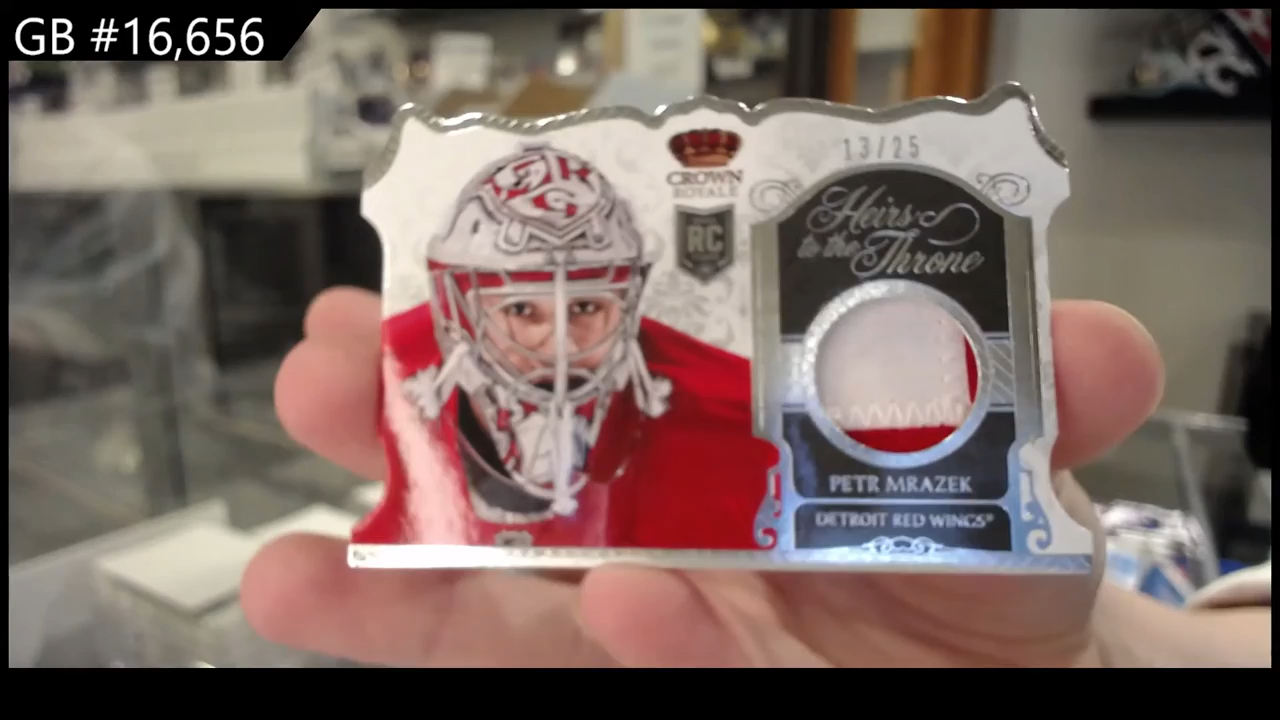 GB #16,656
CROWN
ROYALE
RC
13/25
Heirs
to the Throne
PETR MRAZEK
DETROIT RED WINGS®